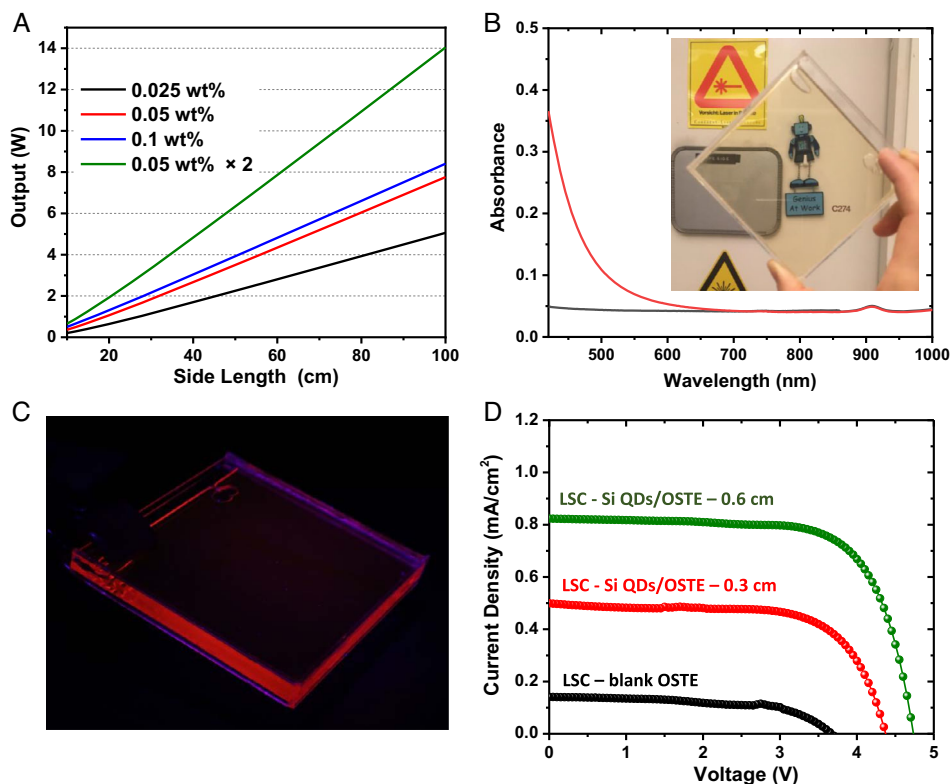 A
14
12
10
8
6
4
2
0
Output (W)
0.025 wt%
0.05 wt%
0.1 wt%
0.05 wt% × 2
20
40
60
80
100
Side Length (cm)
B
0.5
0.4
0.3
0.2
0.1
0.0
Absorbance
Genius
At Work
C274
500
600
700
800
900
1000
Wavelength (nm)
C
D
1.2
1.0
0.8
0.6
0.4
0.2
0.0
Current Density (mA/cm²)
LSC - Si QDs/OSTE – 0.6 cm
LSC - Si QDs/OSTE – 0.3 cm
LSC – blank OSTE
0
1
2
3
4
5
Voltage (V)